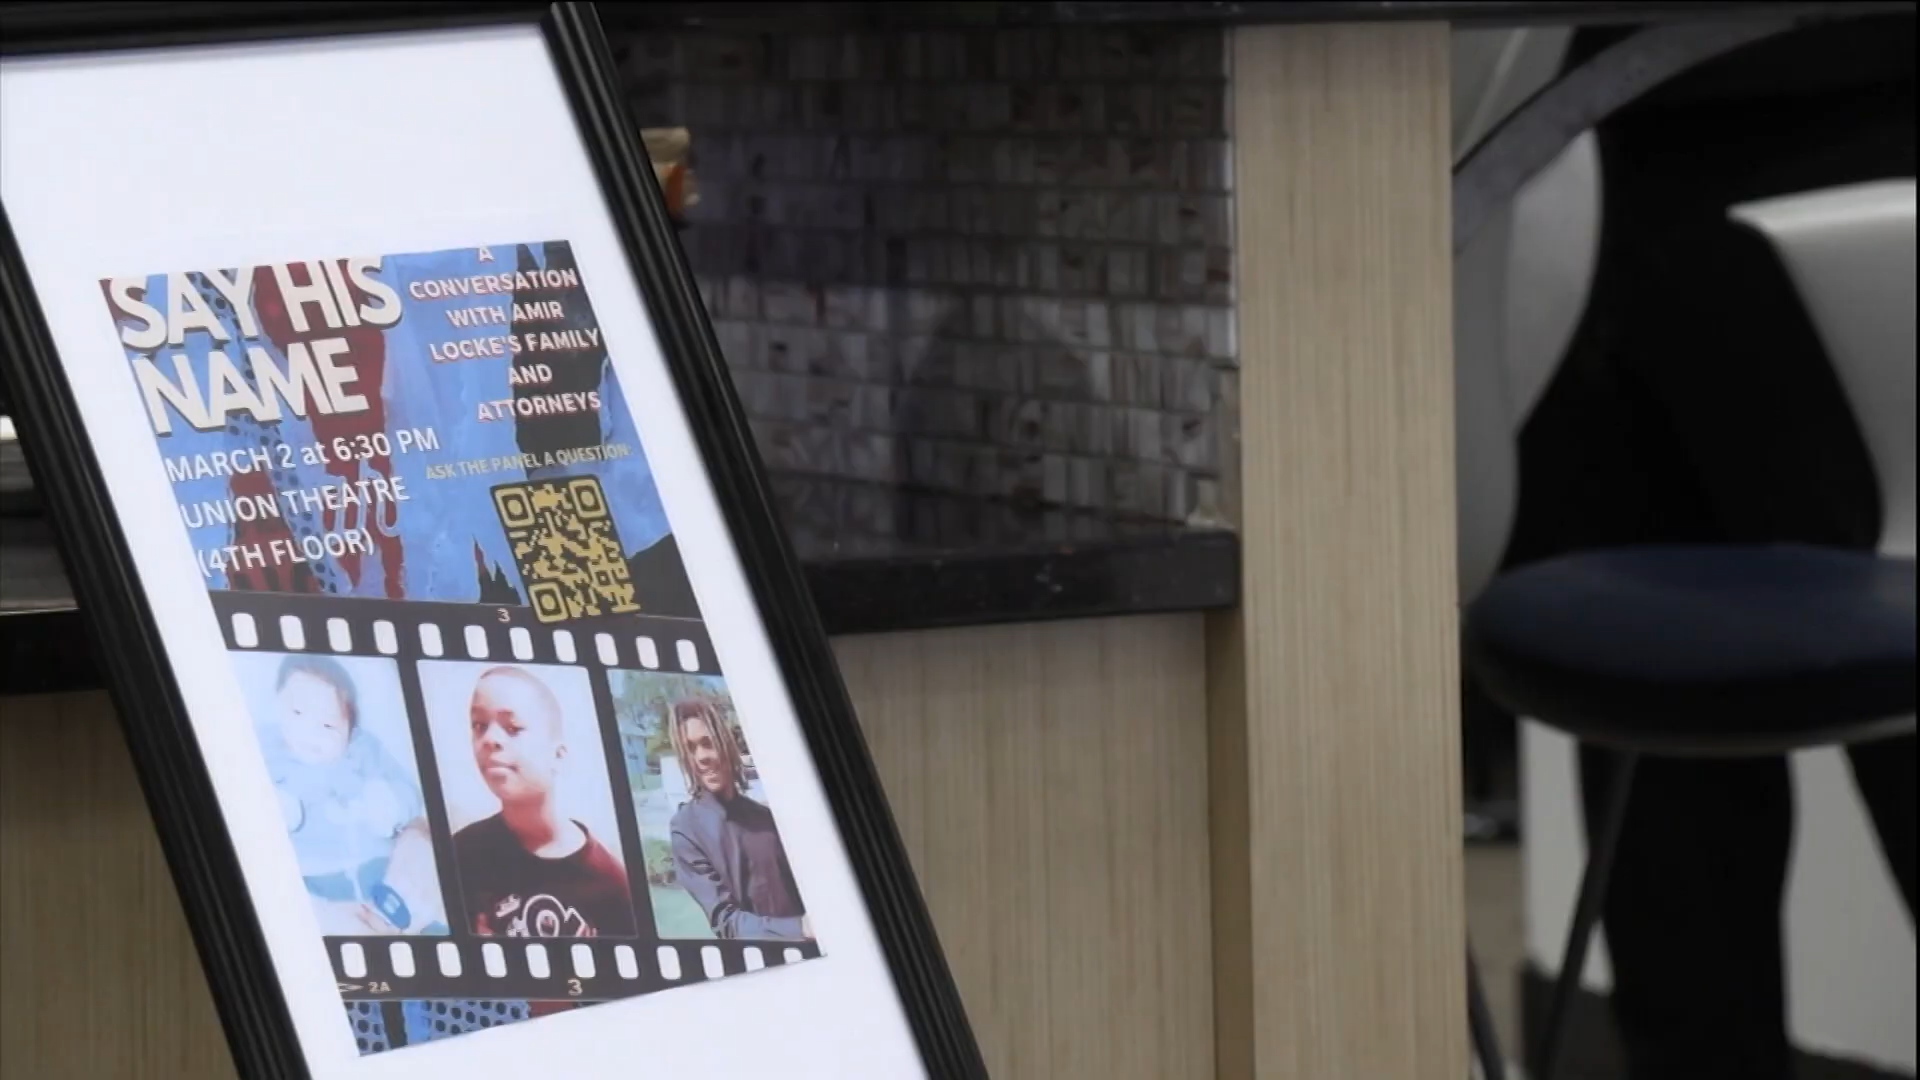 SAY HIS
NAME
A
CONVERSATION
WITH AMIR
LOCKE'S FAMILY
AND
ATTORNEYS
MARCH 2 at 6:30 PM
UNION THEATRE
(4TH FLOOR)
ASK THE PANEL A QUESTION:
3
2A
3